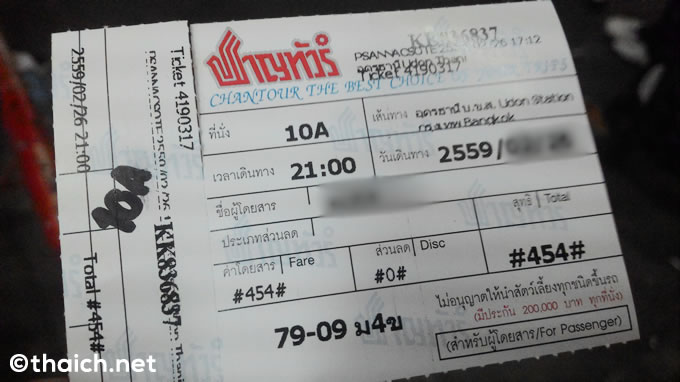 2559/02/26 21:00
Ticket 4190317
KK836837
10A
Total #454#
ชาญทัวร์
KK836837
Ticket 4190317
CHANTOUR THE BEST CHOICE OF YOUR TRIPS
ที่นั่ง 10A
เส้นทาง อุดรธานี บ.ข.ส. Udon Station
กรุงเทพ Bangkok
เวลาเดินทาง 21:00
วันเดินทาง 2559/
ชื่อผู้โดยสาร
ประเภทส่วนลด
สุทธิ Total
ค่าโดยสาร Fare
ส่วนลด Disc
#454#
#0#
#454#
79-09 ม4ข
ไม่อนุญาตให้นำสัตว์เลี้ยงทุกชนิดขึ้นรถ
(มีประกัน 200,000 บาท ทุกที่นั่ง)
(สำหรับผู้โดยสาร/For Passenger)
©thaich.net